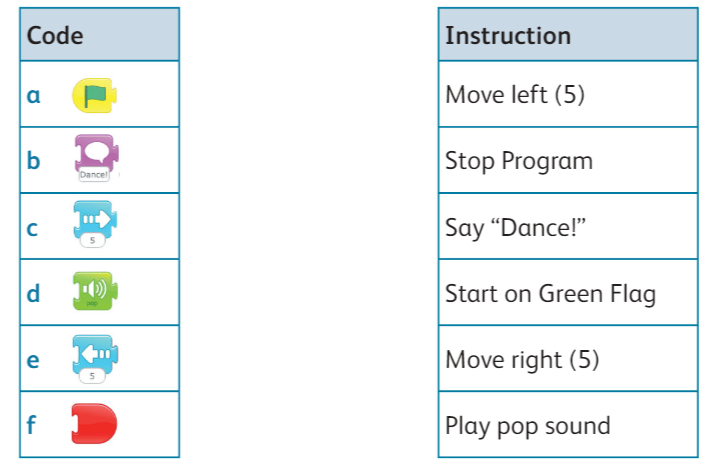 Code
a
b Dance!
c 5
d pop
e 5
f
Instruction
Move left (5)
Stop Program
Say “Dance!”
Start on Green Flag
Move right (5)
Play pop sound